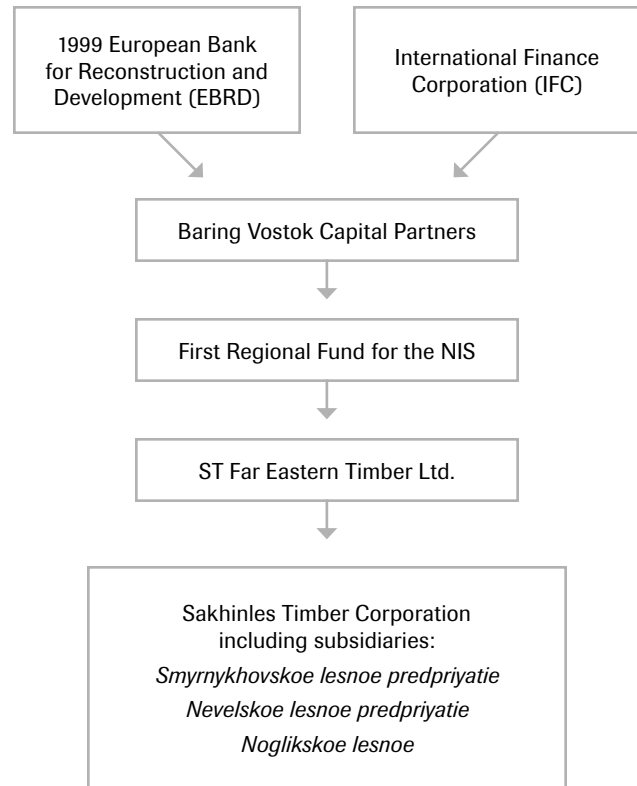 1999 European Bank
for Reconstruction and
Development (EBRD)
International Finance
Corporation (IFC)
Baring Vostok Capital Partners
First Regional Fund for the NIS
ST Far Eastern Timber Ltd.
Sakhinles Timber Corporation
including subsidiaries:
Smyrnykhovskoe lesnoe predpriyatie
Nevelskoe lesnoe predpriyatie
Noglikskoe lesnoe